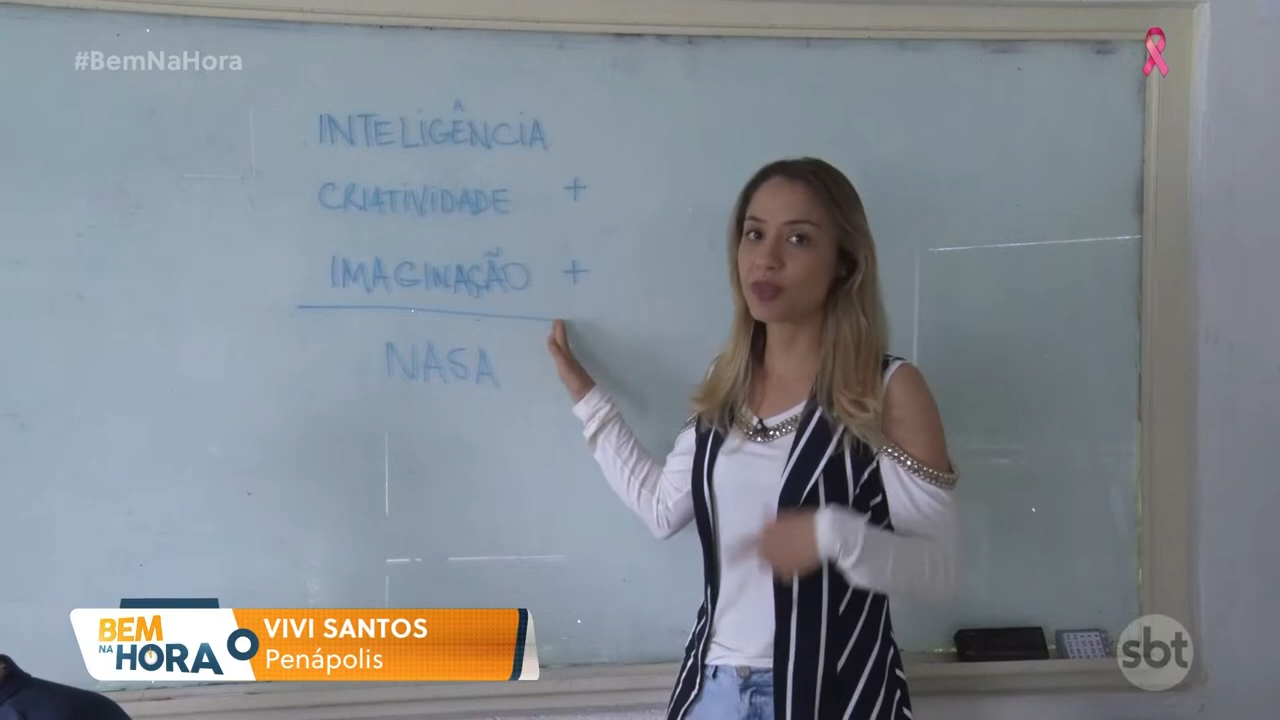 #BemNaHora
INTELIGÊNCIA
CRIATIVIDADE +
IMAGINAÇÃO +
NASA
BEM
NA HORA
VIVI SANTOS
Penápolis
sbt